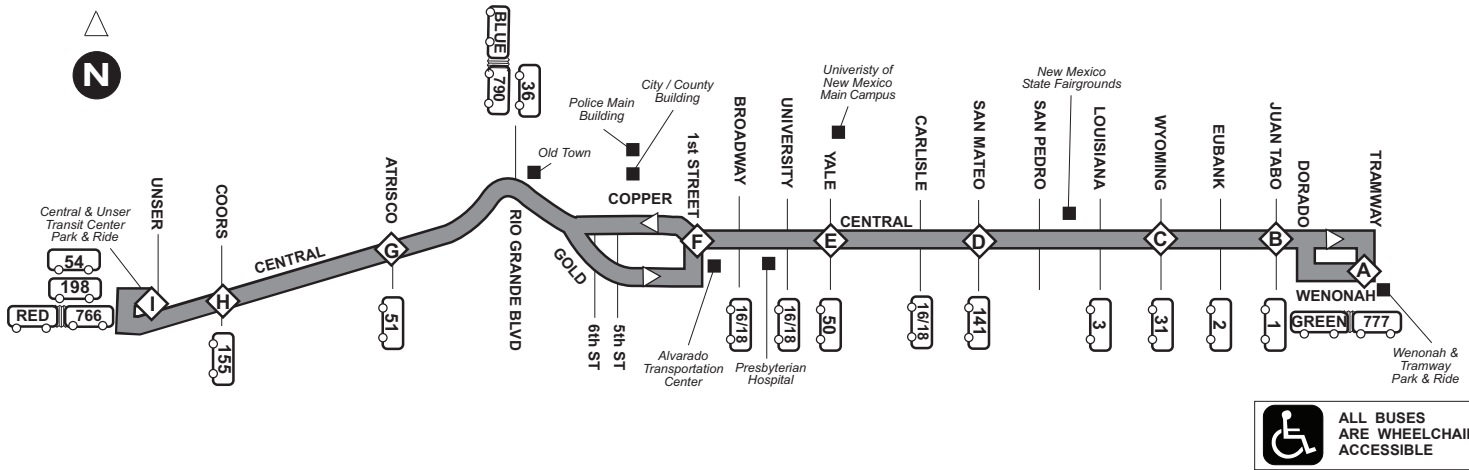 N
BLUE
790
36
Police Main
Building
City / County
Building
Old Town
Univeristy of
New Mexico
Main Campus
New Mexico
State Fairgrounds
UNSER
COORS
ATRISCO
RIO GRANDE BLVD
1st STREET
BROADWAY
UNIVERSITY
YALE
CARLISLE
SAN MATEO
SAN PEDRO
LOUISIANA
WYOMING
EUBANK
JUAN TABO
DORADO
TRAMWAY
Central & Unser
Transit Center
Park & Ride
54
198
RED
766
CENTRAL
COPPER
GOLD
CENTRAL
I
H
G
F
E
D
C
B
A
WENONAH
155
51
6th ST
5th ST
Alvarado
Transportation
Center
16/18
Presbyterian
Hospital
16/18
50
16/18
141
3
31
2
1
GREEN
777
Wenonah &
Tramway
Park & Ride
ALL BUSES
ARE WHEELCHAIR
ACCESSIBLE